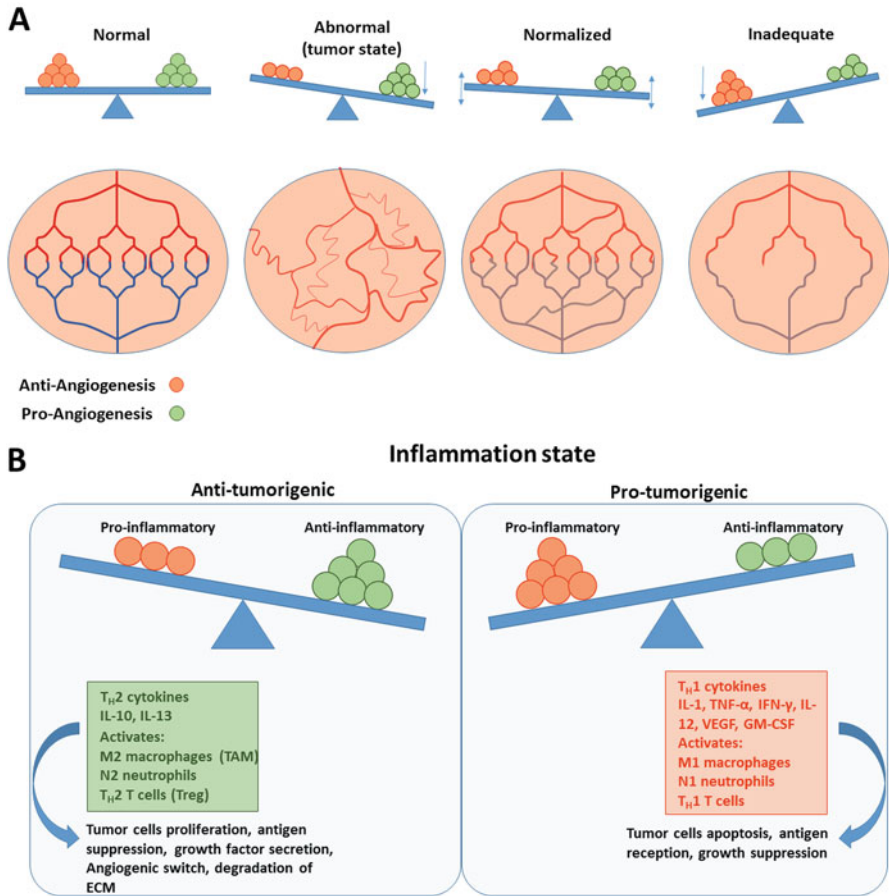 A
Normal
Abnormal
(tumor state)
Normalized
Inadequate
Anti-Angiogenesis
Pro-Angiogenesis
B
Inflammation state
Anti-tumorigenic
Pro-inflammatory
Anti-inflammatory
TH2 cytokines
IL-10, IL-13
Activates:
M2 macrophages (TAM)
N2 neutrophils
TH2 T cells (Treg)
Tumor cells proliferation, antigen
suppression, growth factor secretion,
Angiogenic switch, degradation of
ECM
Pro-tumorigenic
Pro-inflammatory
Anti-inflammatory
TH1 cytokines
IL-1, TNF-α, IFN-γ, IL-
12, VEGF, GM-CSF
Activates:
M1 macrophages
N1 neutrophils
TH1 T cells
Tumor cells apoptosis, antigen
reception, growth suppression